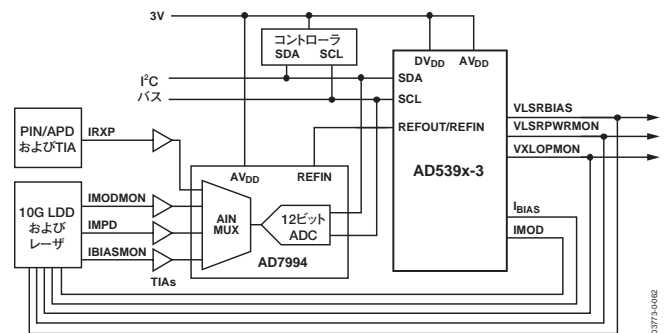 3V
コントローラ
SDA SCL
DVDD AVDD
I2C
バス
SDA
SCL
REFOUT/REFIN
AD539x-3
VLSRBIAS
VLSRPWRMON
VXLOPMON
IBIAS
IMOD
PIN/APD
およびTIA
IRXP
10G LDD
および
レーザ
IMODMON
IMPD
IBIASMON
TIAs
AVDD REFIN
AIN
MUX
12ビット
ADC
AD7994
03773-0-062